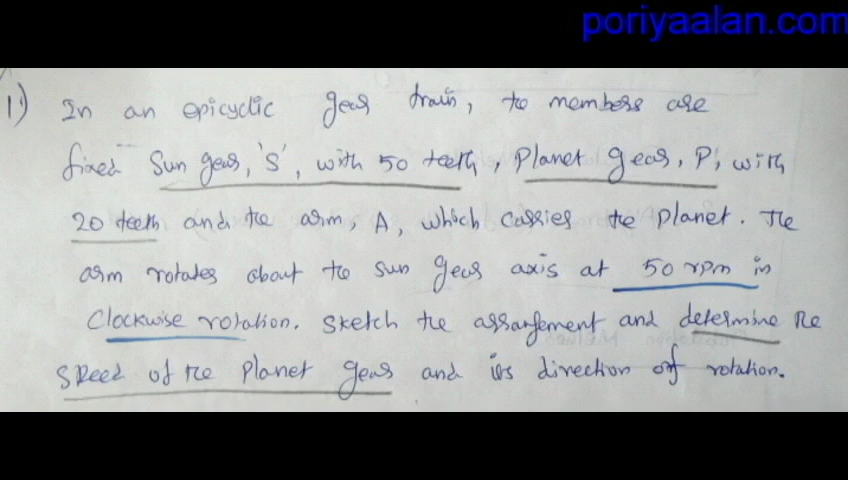 poriyaalan.com
1) In an epicyclic gear train, the members are
fixed sun gear, 'S', with 50 teeth, Planet gear, P, with
20 teeth and the arm, A, which carries the planet. The
arm rotates about the sun gear axis at 50 rpm in
clockwise rotation. Sketch the arrangement and determine the
speed of the planet gear and its direction of rotation.